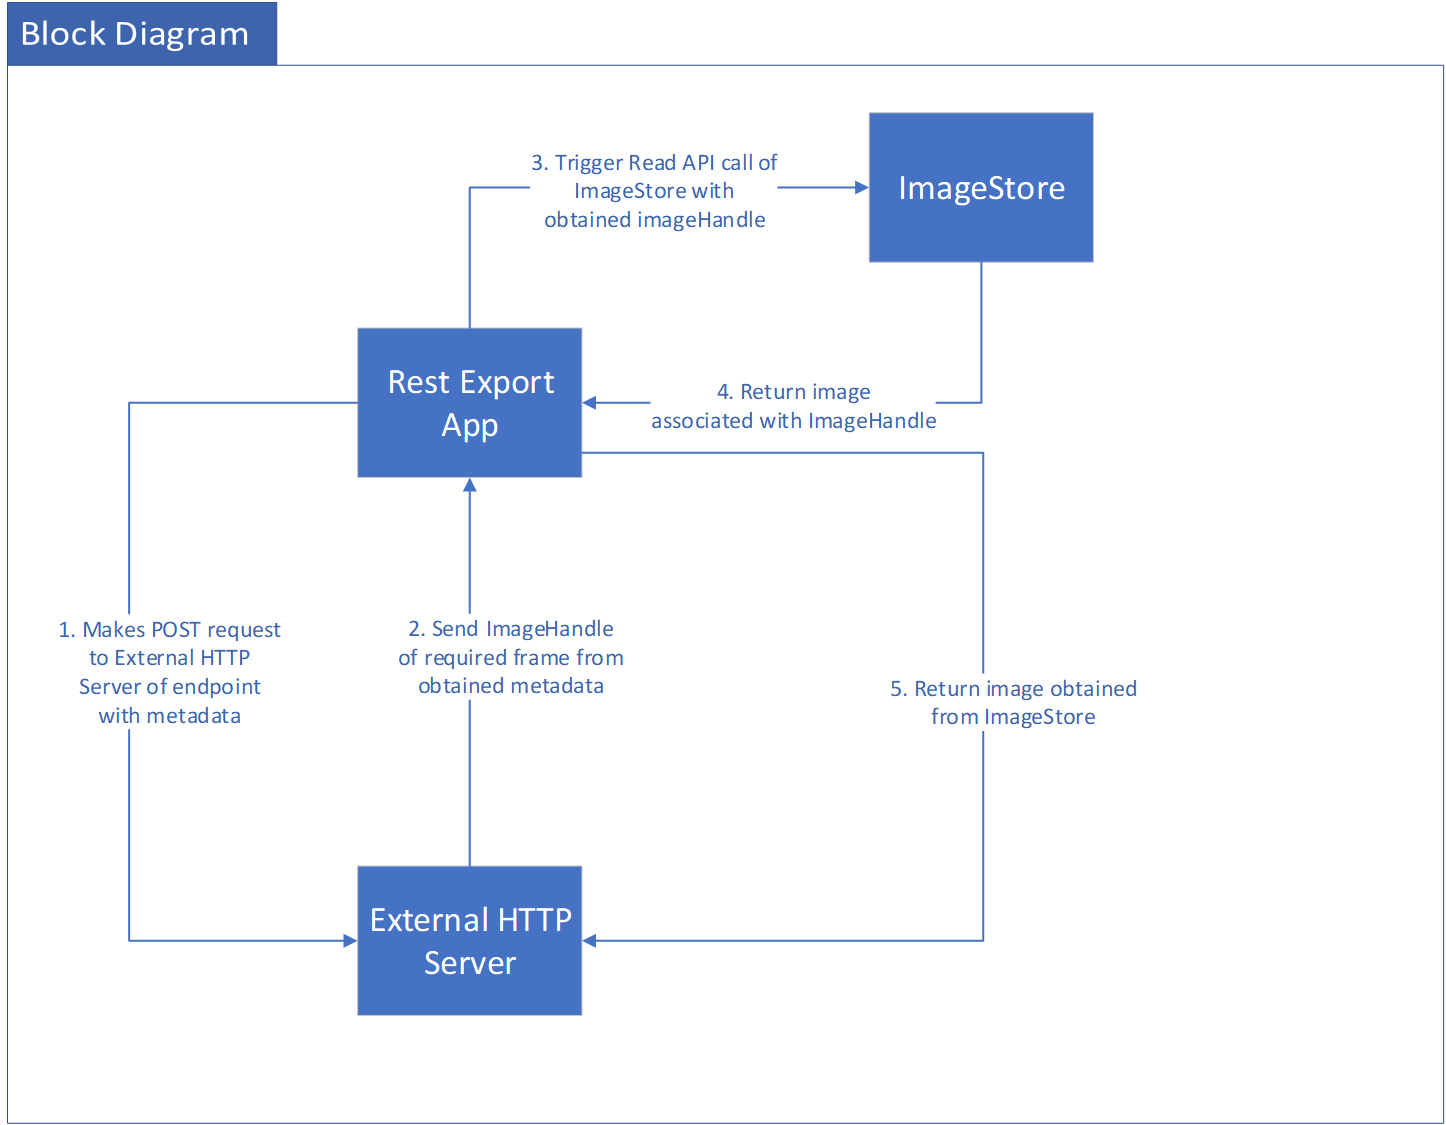 Block Diagram
3. Trigger Read API call of
ImageStore with
obtained imageHandle
ImageStore
Rest Export
App
4. Return image
associated with ImageHandle
1. Makes POST request
to External HTTP
Server of endpoint
with metadata
2. Send ImageHandle
of required frame from
obtained metadata
5. Return image obtained
from ImageStore
External HTTP
Server